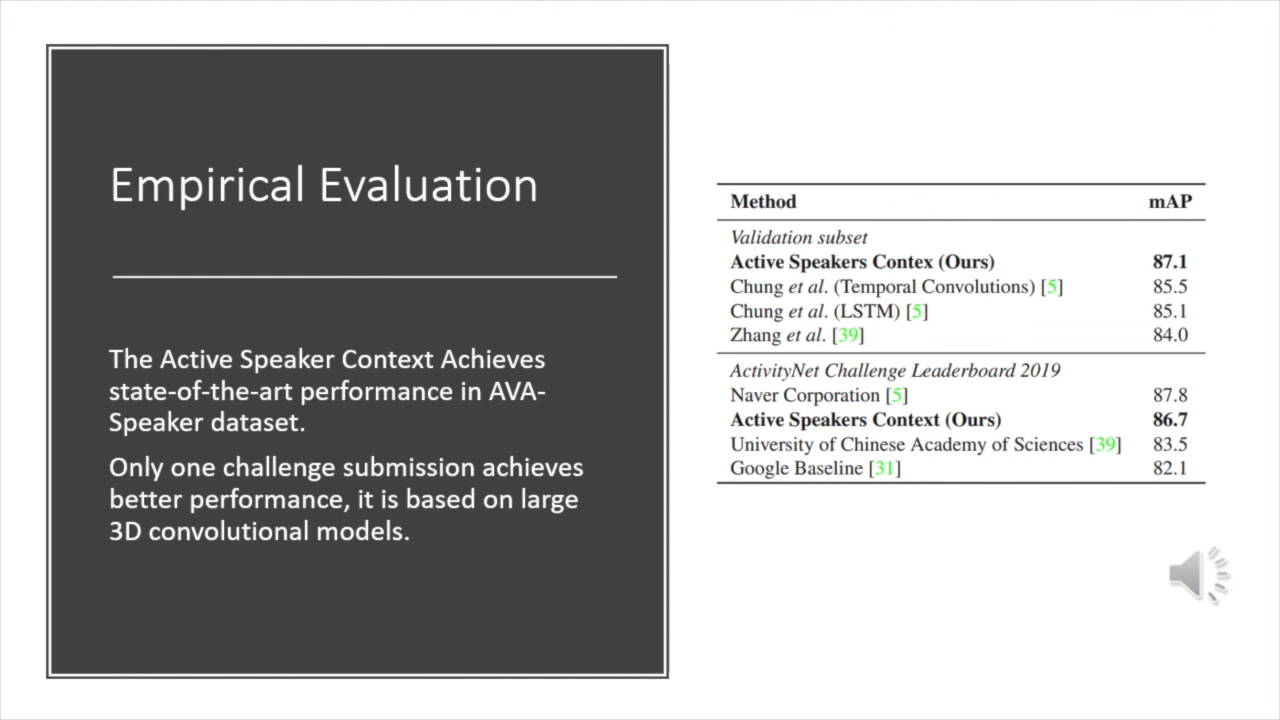 Empirical Evaluation
The Active Speaker Context Achieves
state-of-the-art performance in AVA-
Speaker dataset.
Only one challenge submission achieves
better performance, it is based on large
3D convolutional models.
Method mAP
Validation subset
Active Speakers Contex (Ours) 87.1
Chung et al. (Temporal Convolutions) [5] 85.5
Chung et al. (LSTM) [5] 85.1
Zhang et al. [39] 84.0
ActivityNet Challenge Leaderboard 2019
Naver Corporation [5] 87.8
Active Speakers Context (Ours) 86.7
University of Chinese Academy of Sciences [39] 83.5
Google Baseline [31] 82.1